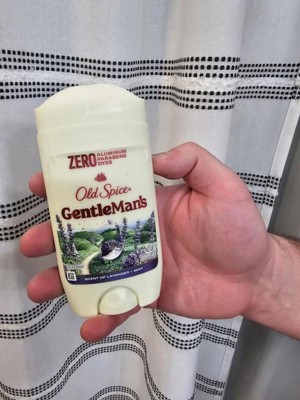 ZERO ALUMINUM
PARABENS
DYES
Old Spice
GentleMan's
SCENT OF LAVENDER + MINT